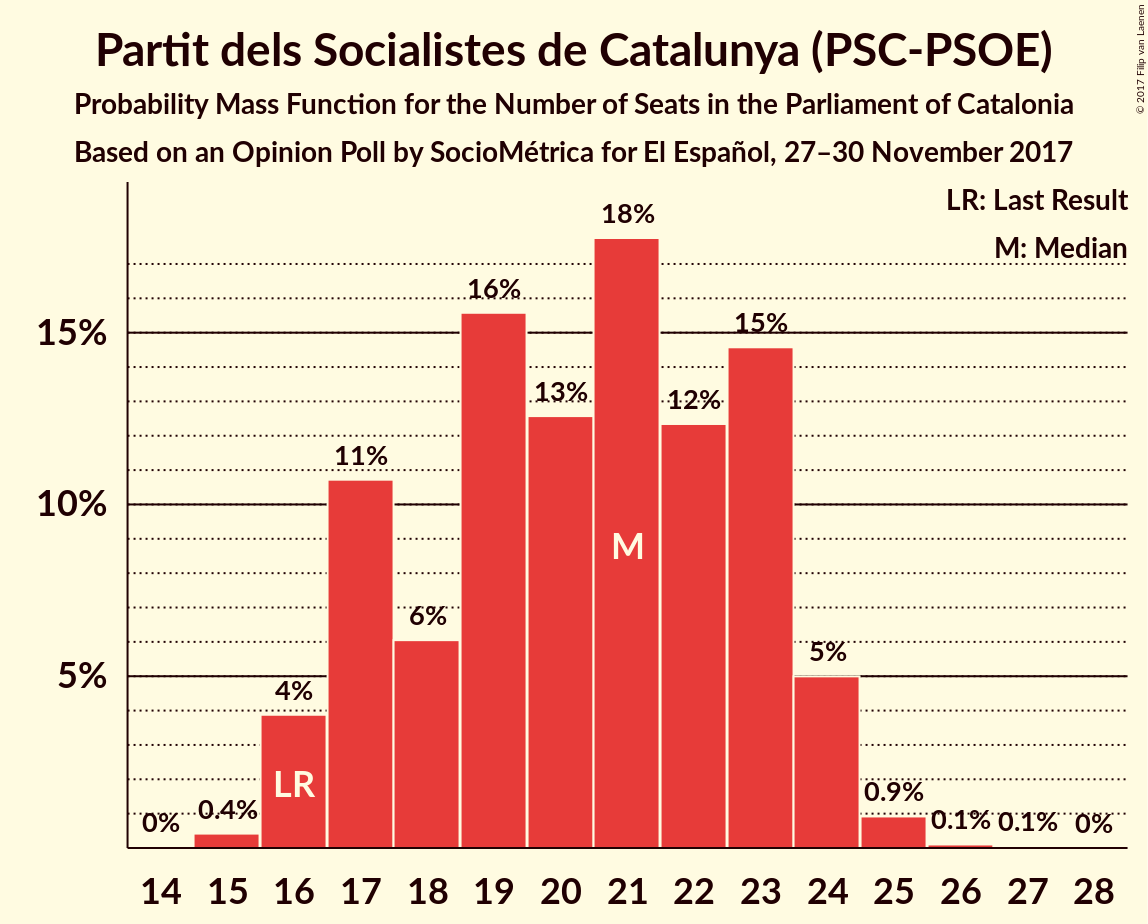 Partit dels Socialistes de Catalunya (PSC-PSOE)
Probability Mass Function for the Number of Seats in the Parliament of Catalonia
Based on an Opinion Poll by SocioMétrica for El Español, 27–30 November 2017
© 2017 Filip van Laenen
LR: Last Result
M: Median
15%
10%
5%
0%
0.4%
4%
11%
6%
16%
13%
18%
12%
15%
5%
0.9%
0.1%
0.1%
0%
LR
M
14 15 16 17 18 19 20 21 22 23 24 25 26 27 28